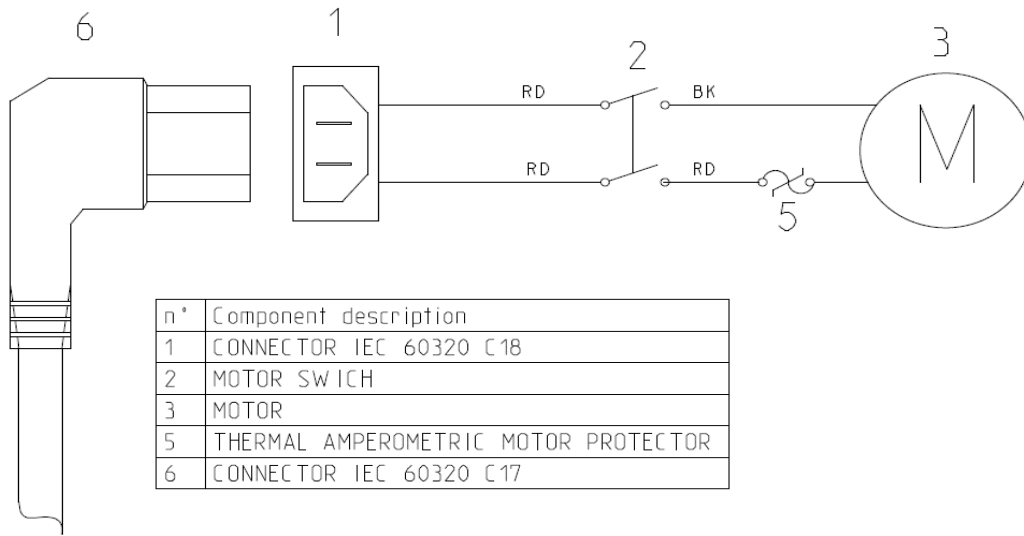 6
1
2
3
RD
BK
M
RD
RD
5
n° Component description
1 CONNECTOR IEC 60320 C18
2 MOTOR SWICH
3 MOTOR
5 THERMAL AMPEROMETRIC MOTOR PROTECTOR
6 CONNECTOR IEC 60320 C17